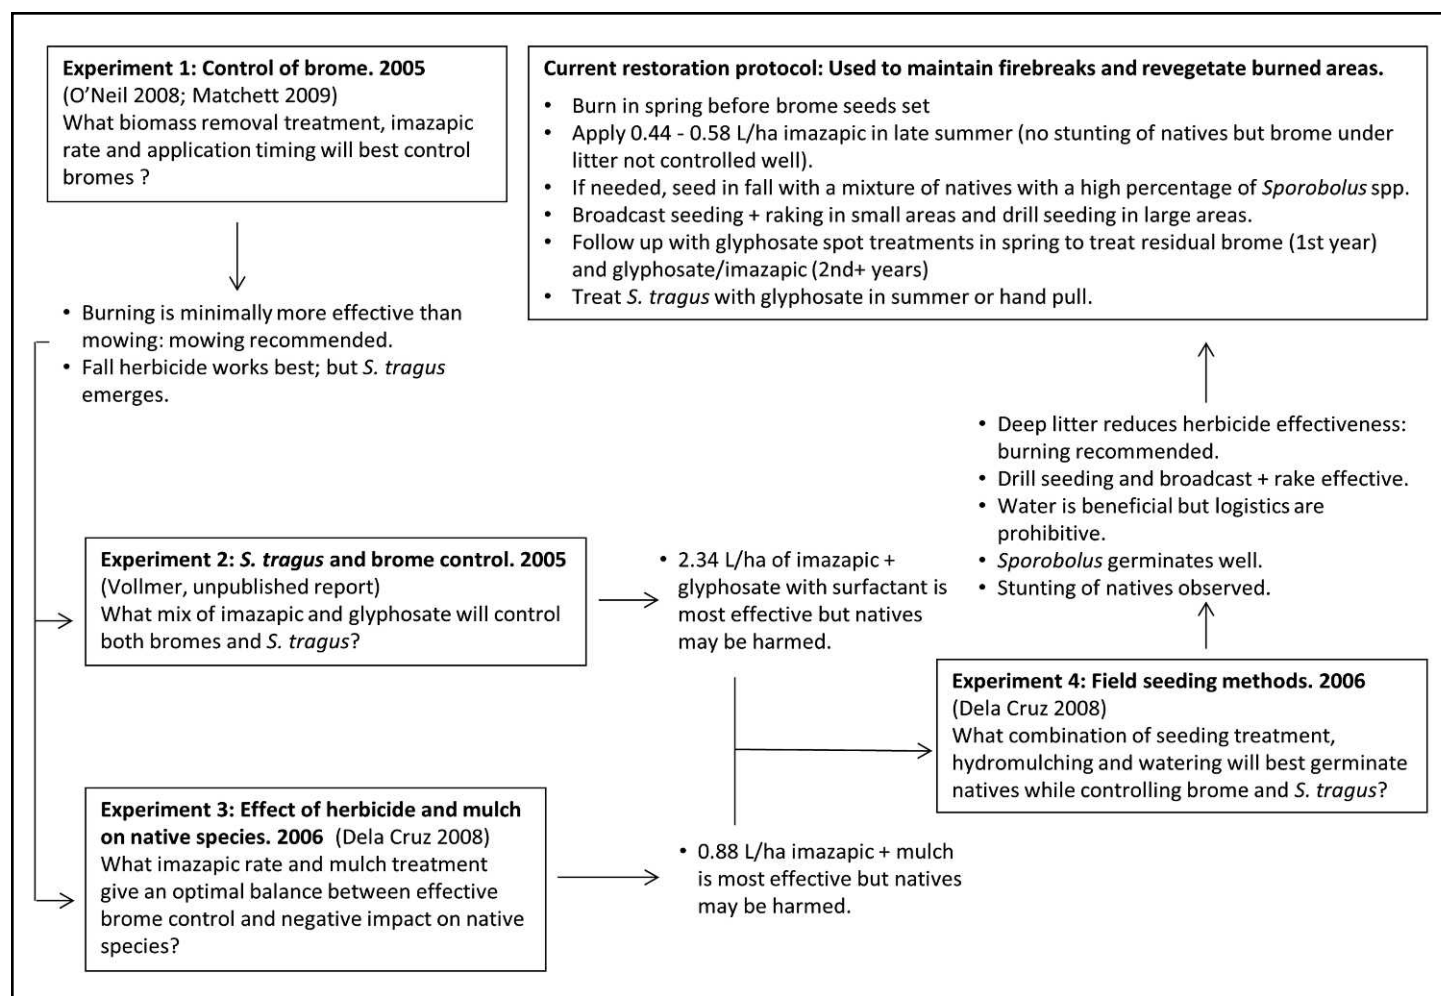 Experiment 1: Control of brome. 2005
(O'Neil 2008; Matchett 2009)
What biomass removal treatment, imazapic
rate and application timing will best control
bromes ?
• Burning is minimally more effective than
mowing: mowing recommended.
• Fall herbicide works best; but S. tragus
emerges.
Experiment 2: S. tragus and brome control. 2005
(Vollmer, unpublished report)
What mix of imazapic and glyphosate will control
both bromes and S. tragus?
• 2.34 L/ha of imazapic +
glyphosate with surfactant is
most effective but natives
may be harmed.
Experiment 3: Effect of herbicide and mulch
on native species. 2006 (Dela Cruz 2008)
What imazapic rate and mulch treatment
give an optimal balance between effective
brome control and negative impact on native
species?
• 0.88 L/ha imazapic + mulch
is most effective but natives
may be harmed.
Experiment 4: Field seeding methods. 2006
(Dela Cruz 2008)
What combination of seeding treatment,
hydromulching and watering will best germinate
natives while controlling brome and S. tragus?
• Deep litter reduces herbicide effectiveness:
burning recommended.
• Drill seeding and broadcast + rake effective.
• Water is beneficial but logistics are
prohibitive.
• Sporobolus germinates well.
• Stunting of natives observed.
Current restoration protocol: Used to maintain firebreaks and revegetate burned areas.
• Burn in spring before brome seeds set
• Apply 0.44 - 0.58 L/ha imazapic in late summer (no stunting of natives but brome under
litter not controlled well).
• If needed, seed in fall with a mixture of natives with a high percentage of Sporobolus spp.
• Broadcast seeding + raking in small areas and drill seeding in large areas.
• Follow up with glyphosate spot treatments in spring to treat residual brome (1st year)
and glyphosate/imazapic (2nd+ years)
• Treat S. tragus with glyphosate in summer or hand pull.